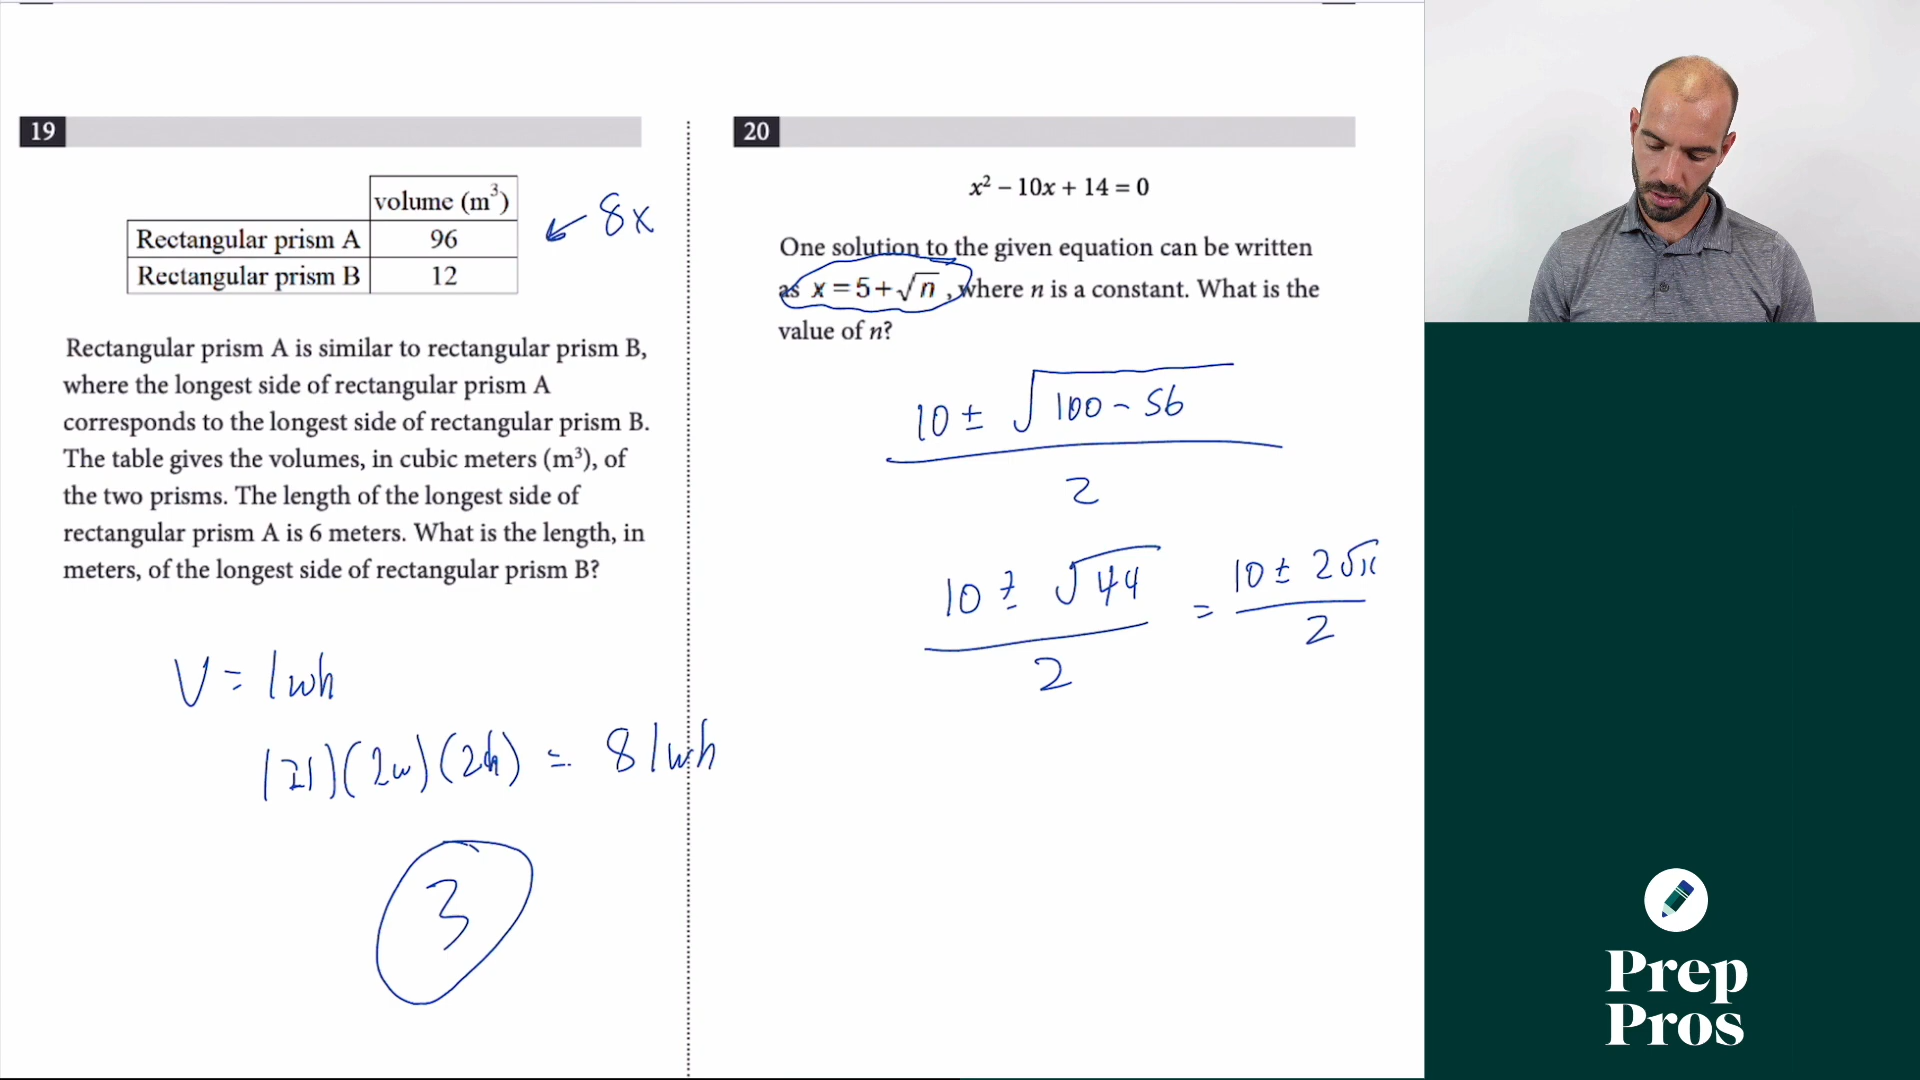 19
volume (m³)
Rectangular prism A 96
Rectangular prism B 12
8x
Rectangular prism A is similar to rectangular prism B,
where the longest side of rectangular prism A
corresponds to the longest side of rectangular prism B.
The table gives the volumes, in cubic meters (m³), of
the two prisms. The length of the longest side of
rectangular prism A is 6 meters. What is the length, in
meters, of the longest side of rectangular prism B?
V = lwh
(2l)(2w)(2h) = 8lwh
3
20
x² – 10x + 14 = 0
One solution to the given equation can be written
as x = 5+√n, where n is a constant. What is the
value of n?
10 ± √100 - 56
2
10 ± √44
2
= 10 ± 2√11
2
Prep
Pros